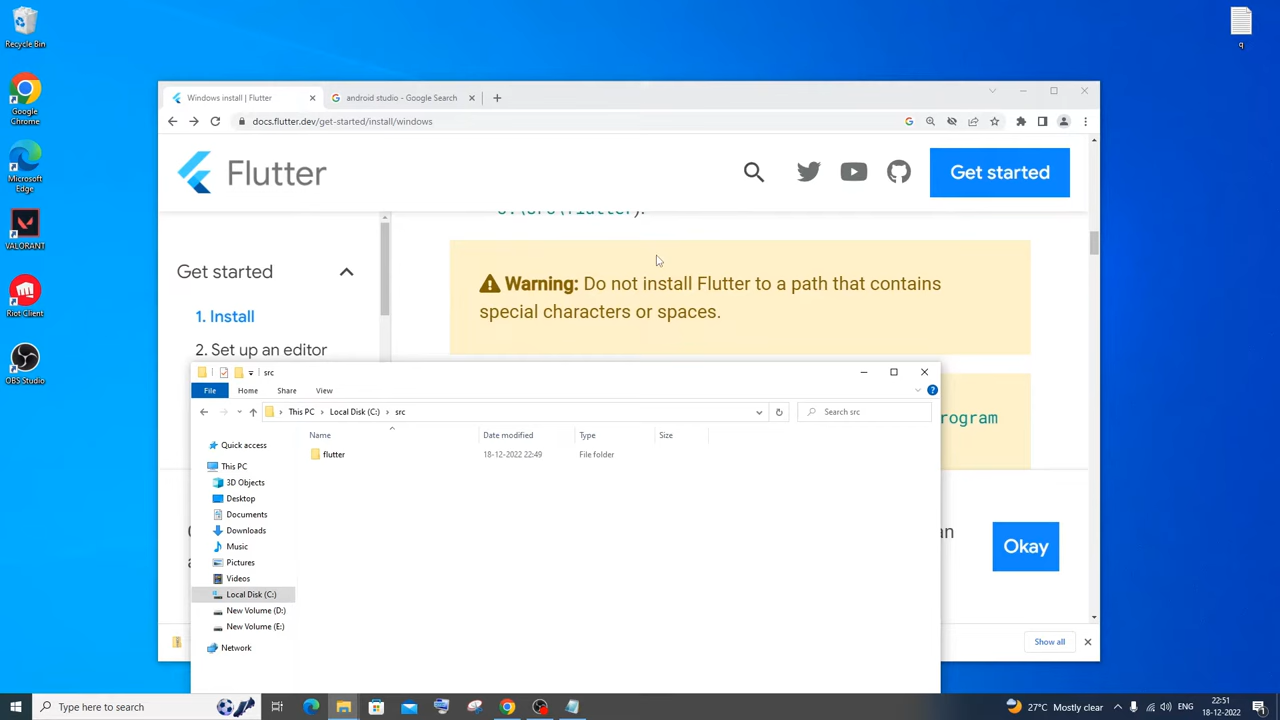 Recycle Bin
Google
Chrome
Microsoft
Edge
VALORANT
Riot Client
OBS Studio
q
Windows install | Flutter
android studio - Google Search
docs.flutter.dev/get-started/install/windows
Flutter
Get started
C:\src\flutter).
Get started
1. Install
2. Set up an editor
Warning: Do not install Flutter to a path that contains
special characters or spaces.
rogram
an
Okay
Show all
src
File
Home
Share
View
This PC
Local Disk (C:)
src
Search src
Name
Date modified
Type
Size
flutter
18-12-2022 22:49
File folder
Quick access
This PC
3D Objects
Desktop
Documents
Downloads
Music
Pictures
Videos
Local Disk (C:)
New Volume (D:)
New Volume (E:)
Network
Type here to search
27°C Mostly clear
ENG
22:51
18-12-2022
1